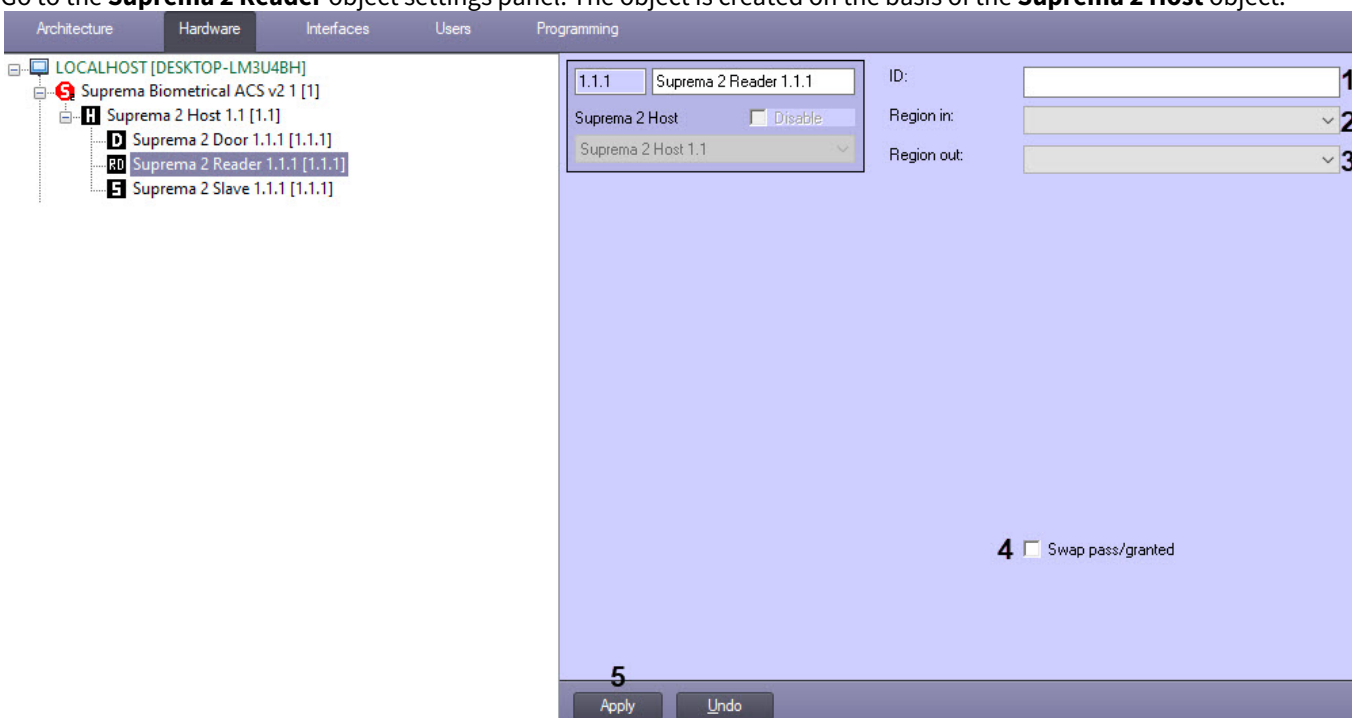 Go to the Suprema 2 Reader object settings panel. The object is created on the basis of the Suprema 2 Host object.
Architecture Hardware Interfaces Users Programming
LOCALHOST [DESKTOP-LM3U4BH]
Suprema Biometrical ACS v2 1 [1]
H Suprema 2 Host 1.1 [1.1]
D Suprema 2 Door 1.1.1 [1.1.1]
RD Suprema 2 Reader 1.1.1 [1.1.1]
S Suprema 2 Slave 1.1.1 [1.1.1]
1.1.1 Suprema 2 Reader 1.1.1
Suprema 2 Host Disable
Suprema 2 Host 1.1
ID: 1
Region in: 2
Region out: 3
4 Swap pass/granted
5
Apply Undo